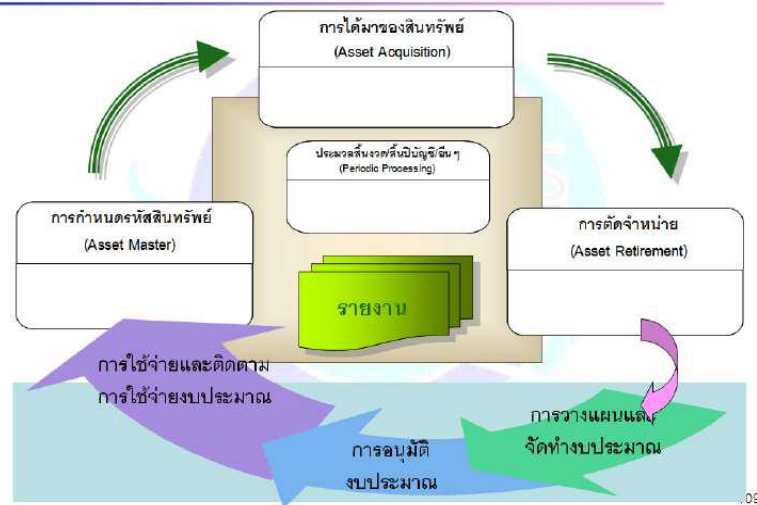 การได้มาของสินทรัพย์
(Asset Acquisition)
ประมวลสิ้นงวด/สิ้นปีบัญชี/อื่นๆ
(Periodic Processing)
การกำหนดรหัสสินทรัพย์
(Asset Master)
การตัดจำหน่าย
(Asset Retirement)
รายงาน
การใช้จ่ายและติดตาม
การใช้จ่ายงบประมาณ
การอนุมัติ
งบประมาณ
การวางแผนและ
จัดทำงบประมาณ